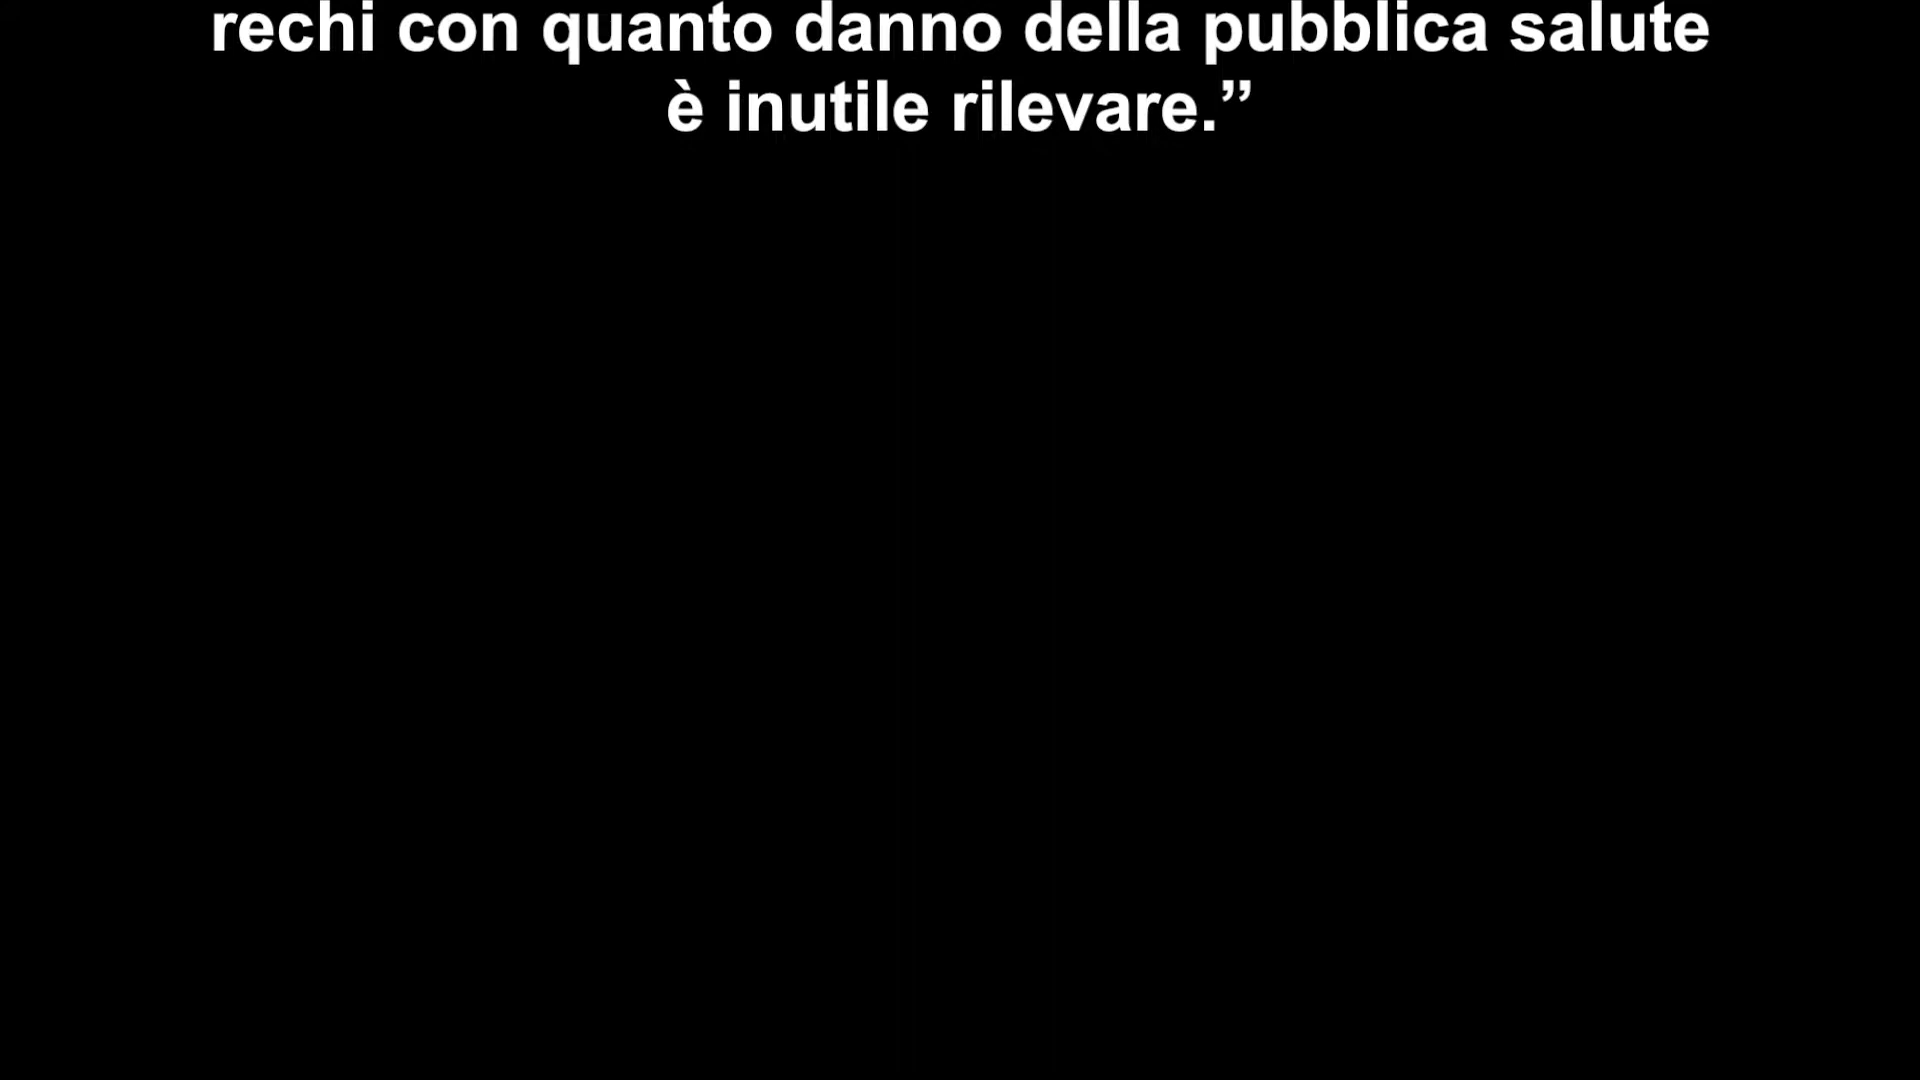 rechi con quanto danno della pubblica salute
è inutile rilevare.”